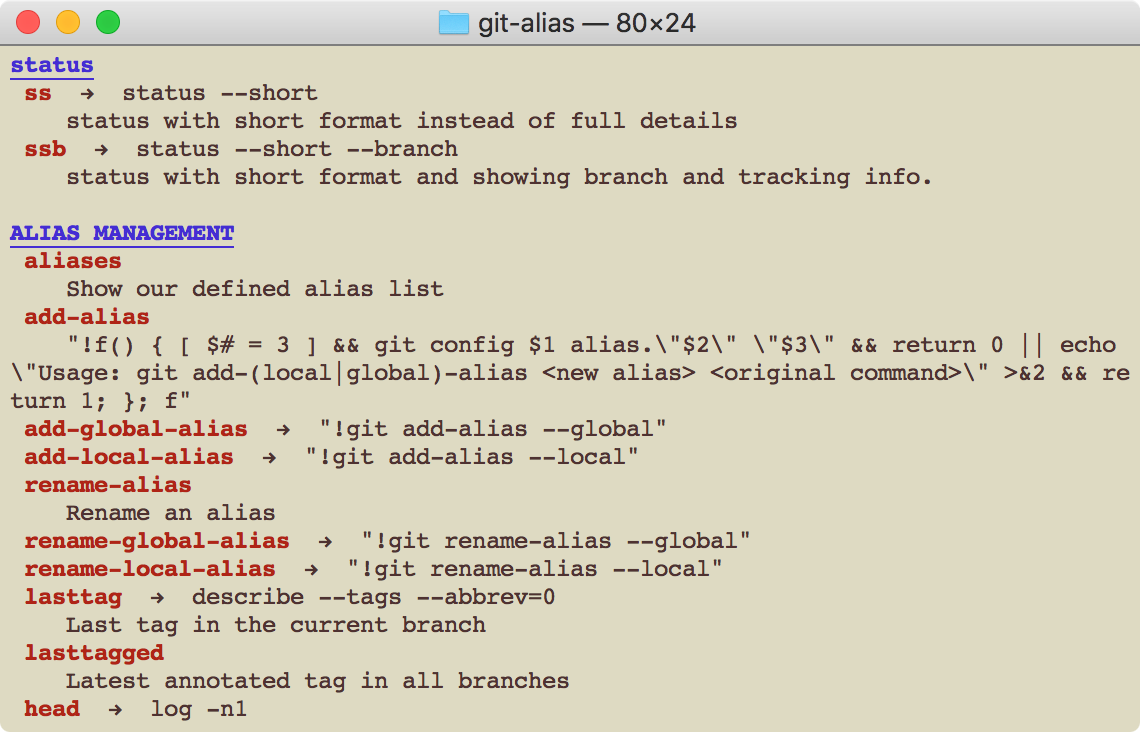 git-alias — 80×24
status
ss → status --short
status with short format instead of full details
ssb → status --short --branch
status with short format and showing branch and tracking info.
ALIAS MANAGEMENT
aliases
Show our defined alias list
add-alias
"!f() { [ $# = 3 ] && git config $1 alias.\"$2\" \"$3\" && return 0 || echo
\"Usage: git add-(local|global)-alias <new alias> <original command>\" >&2 && re
turn 1; }; f"
add-global-alias → "!git add-alias --global"
add-local-alias → "!git add-alias --local"
rename-alias
Rename an alias
rename-global-alias → "!git rename-alias --global"
rename-local-alias → "!git rename-alias --local"
lasttag → describe --tags --abbrev=0
Last tag in the current branch
lasttagged
Latest annotated tag in all branches
head → log -n1